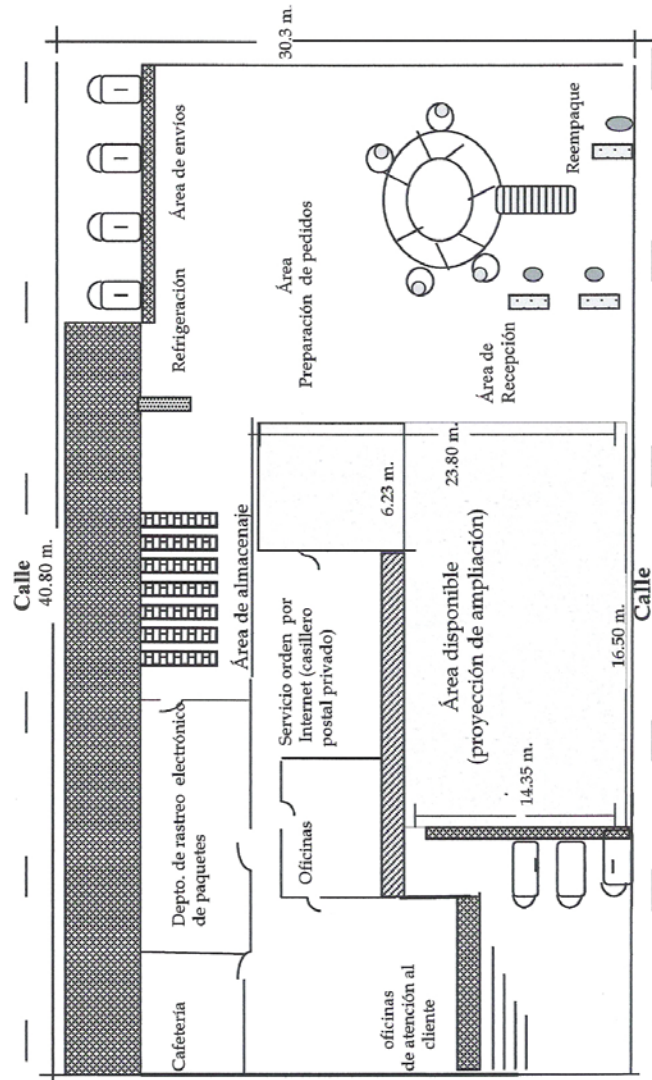 Calle
40.80 m.
30.3 m.
Área de envíos
Refrigeración
Área
Preparación de pedidos
Reempaque
Área de
Recepción
Área de almacenaje
Depto. de rastreo electrónico
de paquetes
Cafetería
Servicio orden por
Internet (casillero
postal privado)
Oficinas
oficinas
de atención al
cliente
6.23 m.
23.80 m.
Área disponible
(proyección de ampliación)
14.35 m.
16.50 m.
Calle